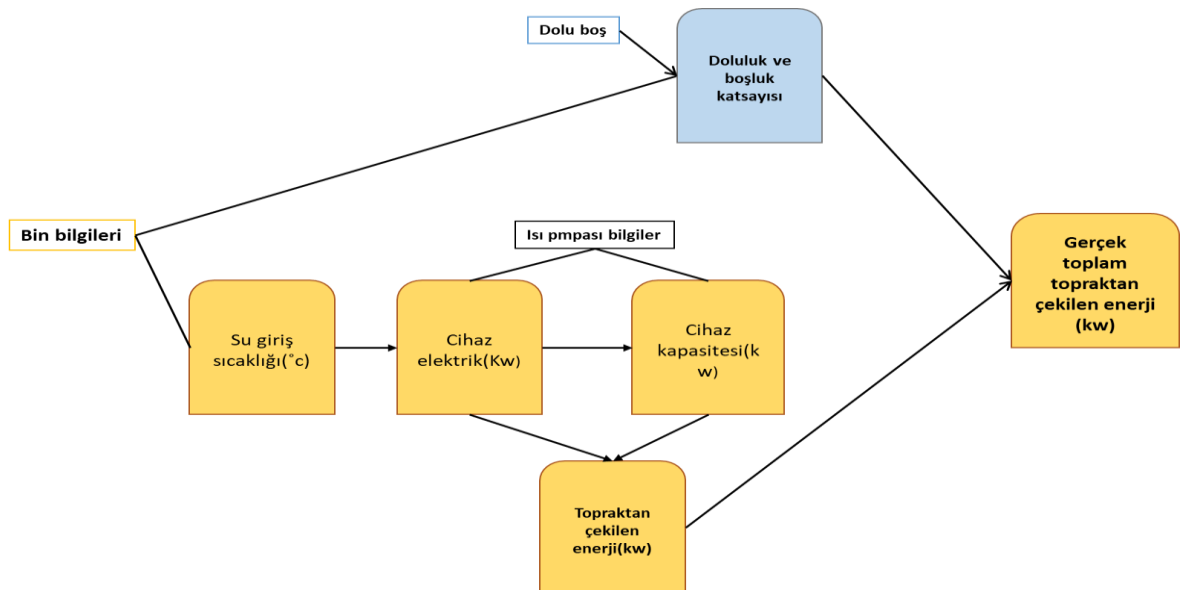 Dolu boş
Doluluk ve
boşluk
katsayısı
Bin bilgileri
Isı pmpası bilgiler
Su giriş
sıcaklığı(˚c)
Cihaz
elektrik(Kw)
Cihaz
kapasitesi(k
w)
Gerçek
toplam
topraktan
çekilen enerji
(kw)
Topraktan
çekilen
enerji(kw)